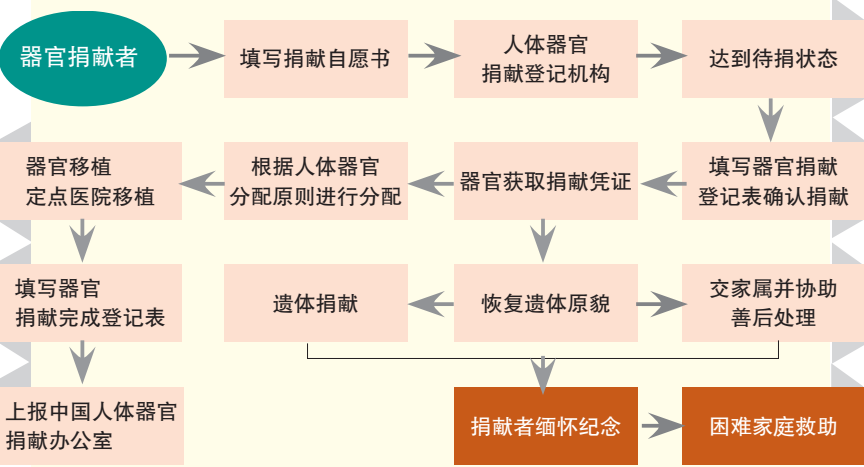 器官捐献者
填写捐献自愿书
人体器官
捐献登记机构
达到待捐状态
填写器官捐献
登记表确认捐献
器官获取捐献凭证
根据人体器官
分配原则进行分配
器官移植
定点医院移植
填写器官
捐献完成登记表
上报中国人体器官
捐献办公室
恢复遗体原貌
遗体捐献
交家属并协助
善后处理
捐献者缅怀纪念
困难家庭救助